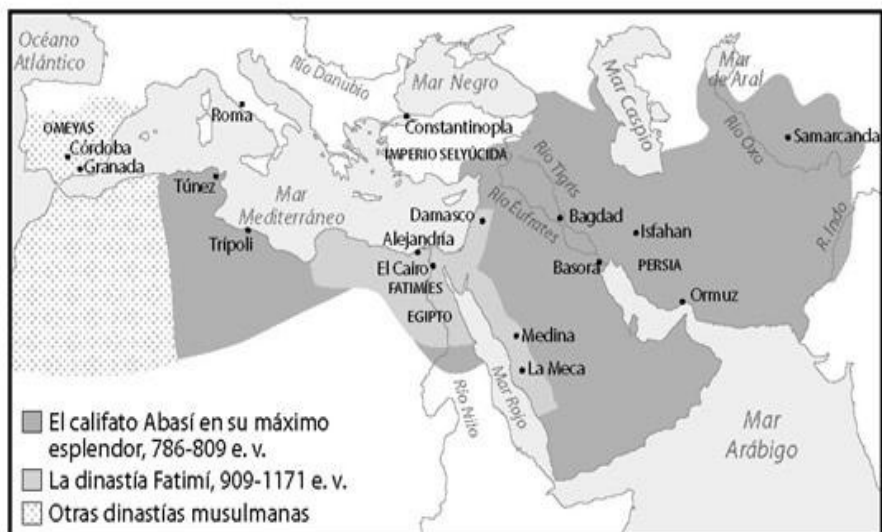 Océano
Atlántico
OMEYAS
Córdoba
Granada
Roma
Túnez
Trípoli
Mar
Mediterráneo
Río Danubio
Mar Negro
Constantinopla
IMPERIO SELYÚCIDA
Mar Caspio
Mar
de Aral
Río Oxo
Samarcanda
R. Indo
Río Tigris
Río Éufrates
Damasco
Bagdad
Isfahan
Alejandría
El Cairo
FATIMÍES
EGIPTO
Basora
PERSIA
Ormuz
Medina
La Meca
Mar Rojo
Río Nilo
Mar
Arábigo
El califato Abasí en su máximo
esplendor, 786-809 e. v.
La dinastía Fatimí, 909-1171 e. v.
Otras dinastías musulmanas